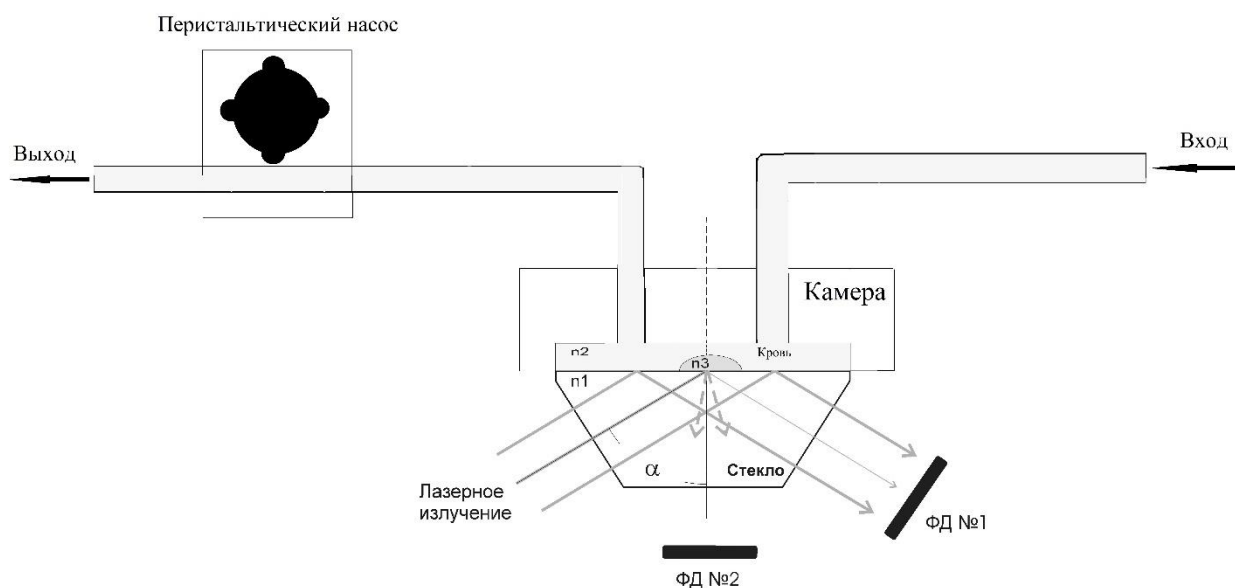 Перистальтический насос
Выход
Вход
Камера
n2
Кровь
n3
n1
α
Стекло
Лазерное
излучение
ФД №1
ФД №2